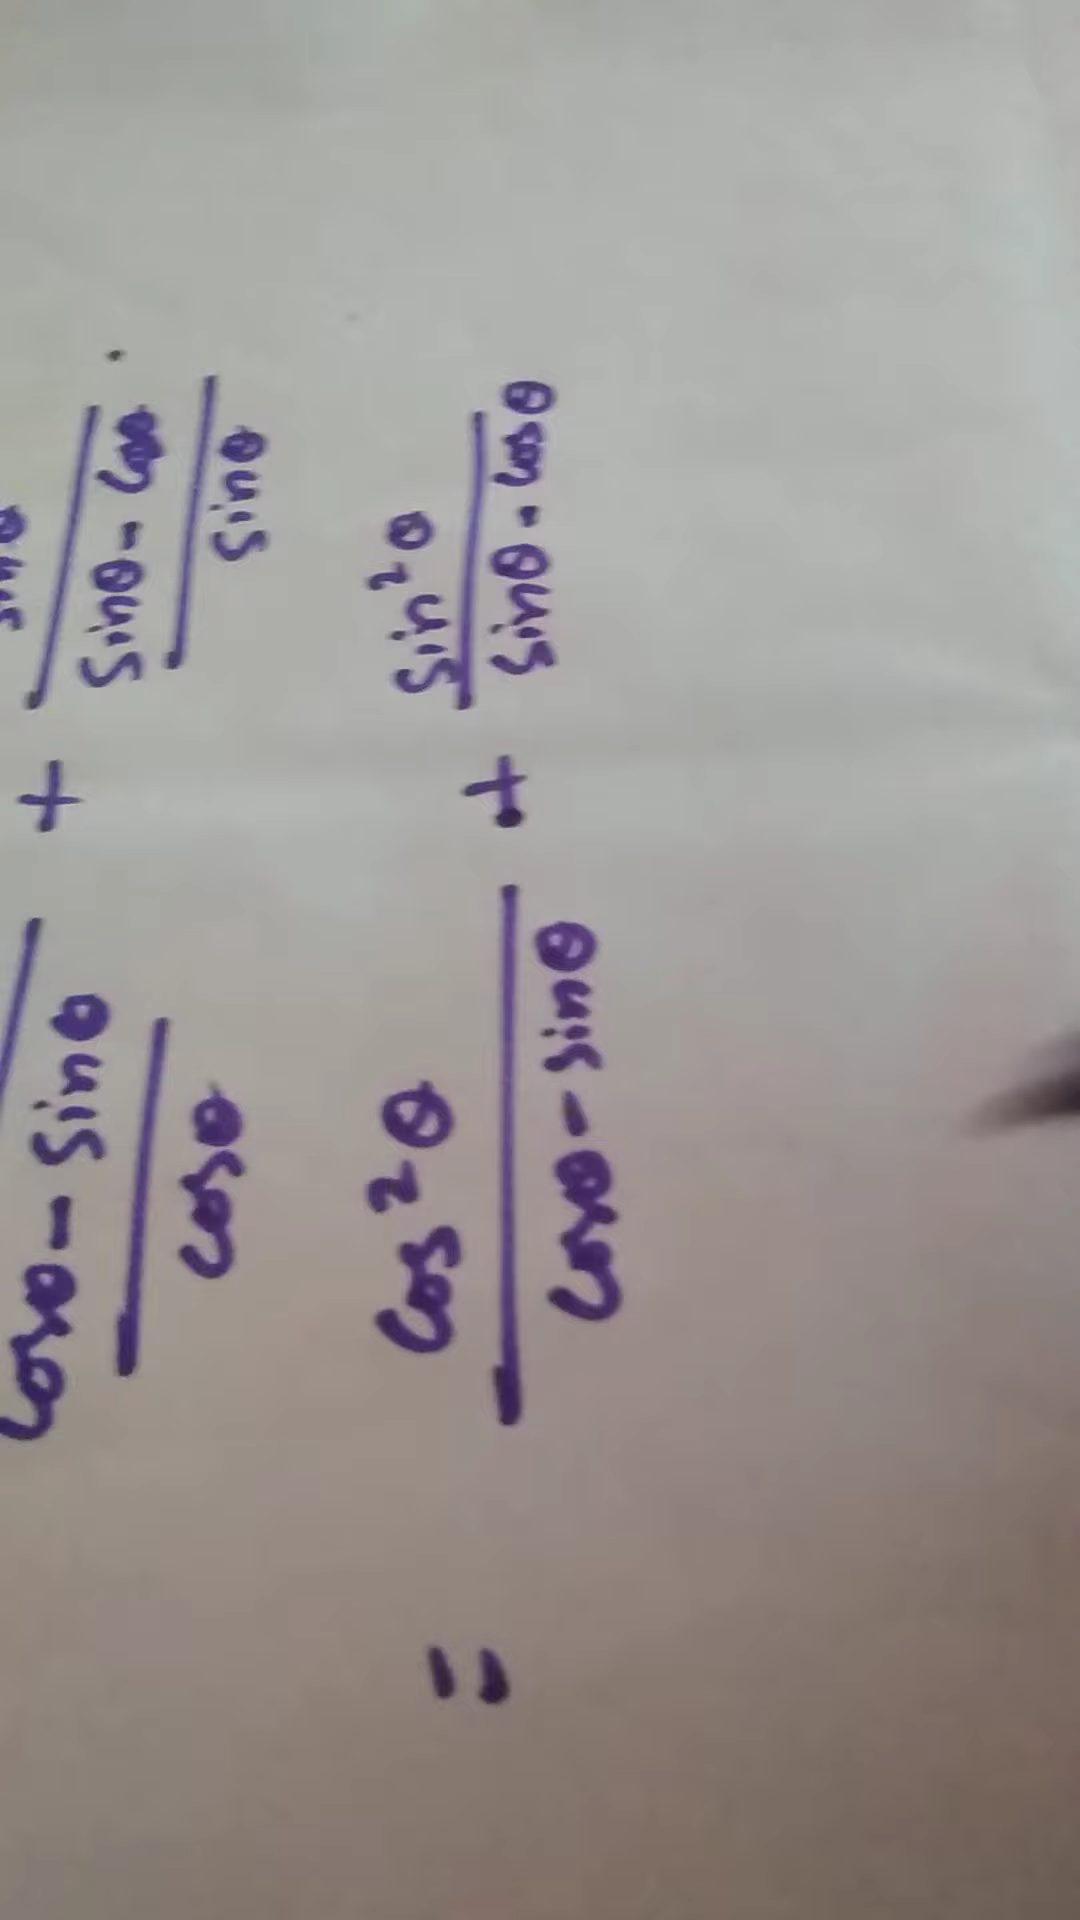 cosθ - sinθ / cosθ + sinθ - cosθ / sinθ
= cos²θ / cosθ - sinθ + sin²θ / sinθ - cosθ